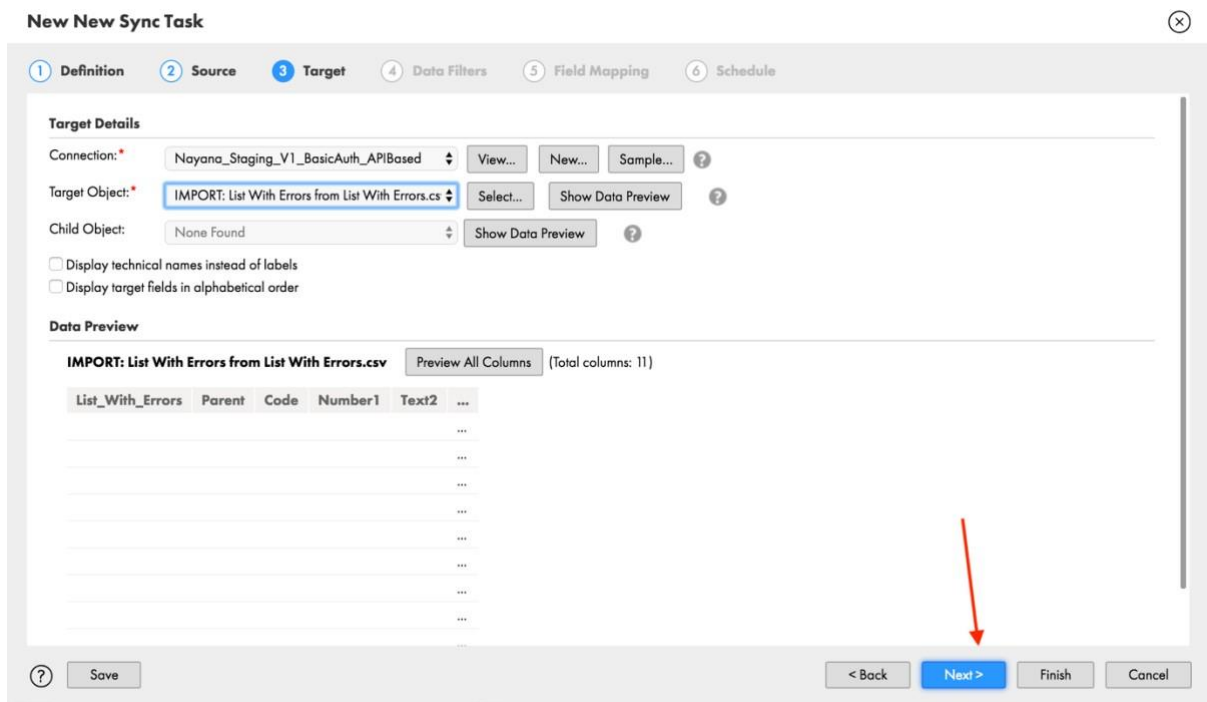 New New Sync Task
1 Definition 2 Source 3 Target 4 Data Filters 5 Field Mapping 6 Schedule
Target Details
Connection:* Nayana_Staging_V1_BasicAuth_APIBased View... New... Sample... ?
Target Object:* IMPORT: List With Errors from List With Errors.cs Select... Show Data Preview ?
Child Object: None Found Show Data Preview ?
Display technical names instead of labels
Display target fields in alphabetical order
Data Preview
IMPORT: List With Errors from List With Errors.csv Preview All Columns (Total columns: 11)
List_With_Errors Parent Code Number1 Text2 ...
...
...
...
...
...
...
...
...
...
? Save < Back Next > Finish Cancel